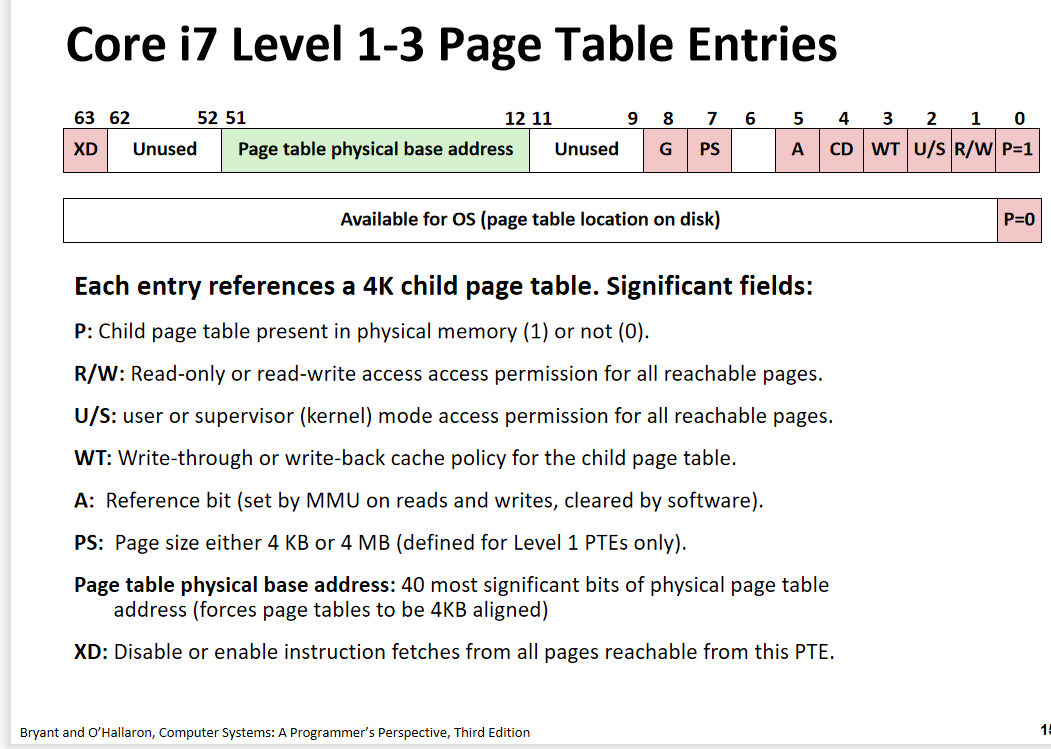 Core i7 Level 1-3 Page Table Entries
63 62 52 51 12 11 9 8 7 6 5 4 3 2 1 0
XD Unused Page table physical base address Unused G PS A CD WT U/S R/W P=1
Available for OS (page table location on disk) P=0
Each entry references a 4K child page table. Significant fields:
P: Child page table present in physical memory (1) or not (0).
R/W: Read-only or read-write access access permission for all reachable pages.
U/S: user or supervisor (kernel) mode access permission for all reachable pages.
WT: Write-through or write-back cache policy for the child page table.
A: Reference bit (set by MMU on reads and writes, cleared by software).
PS: Page size either 4 KB or 4 MB (defined for Level 1 PTEs only).
Page table physical base address: 40 most significant bits of physical page table
address (forces page tables to be 4KB aligned)
XD: Disable or enable instruction fetches from all pages reachable from this PTE.
Bryant and O'Hallaron, Computer Systems: A Programmer's Perspective, Third Edition